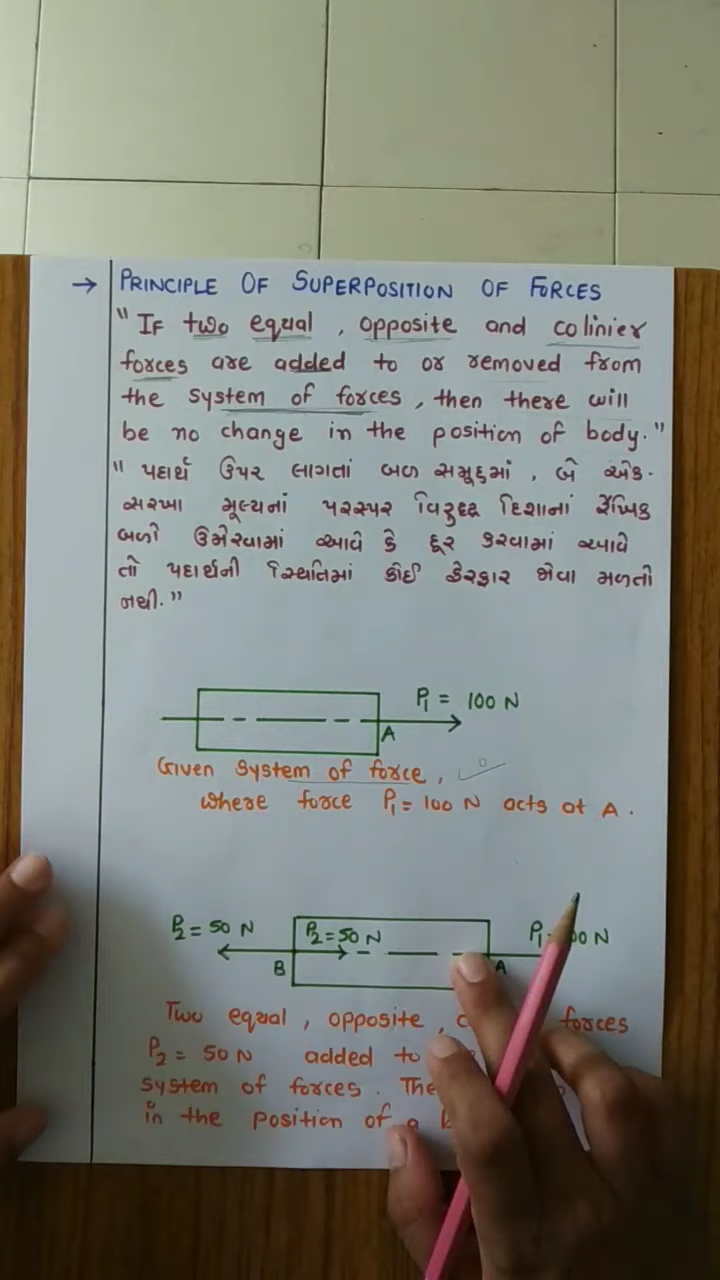 → PRINCIPLE OF SUPERPOSITION OF FORCES
"IF two equal, opposite and colinier
forces are added to or removed from
the system of forces, then there will
be no change in the position of body."
"પદાર્થ ઉપર લાગતાં બળ સમૂહમાં, બે એક-
સરખા મૂલ્યનાં પરસ્પર વિરુદ્ધ દિશાનાં રૈખિક
બળો ઉમેરવામાં આવે કે દૂર કરવામાં આવે
તો પદાર્થની સ્થિતિમાં કોઈ ફેરફાર જોવા મળતો
નથી."
P₁ = 100 N
A
Given system of force,
where force P₁ = 100 N acts at A.
P₂ = 50 N P₂ = 50 N
B A
Two equal, opposite, forces
P₂ = 50 N added to
system of forces.
in the position of a